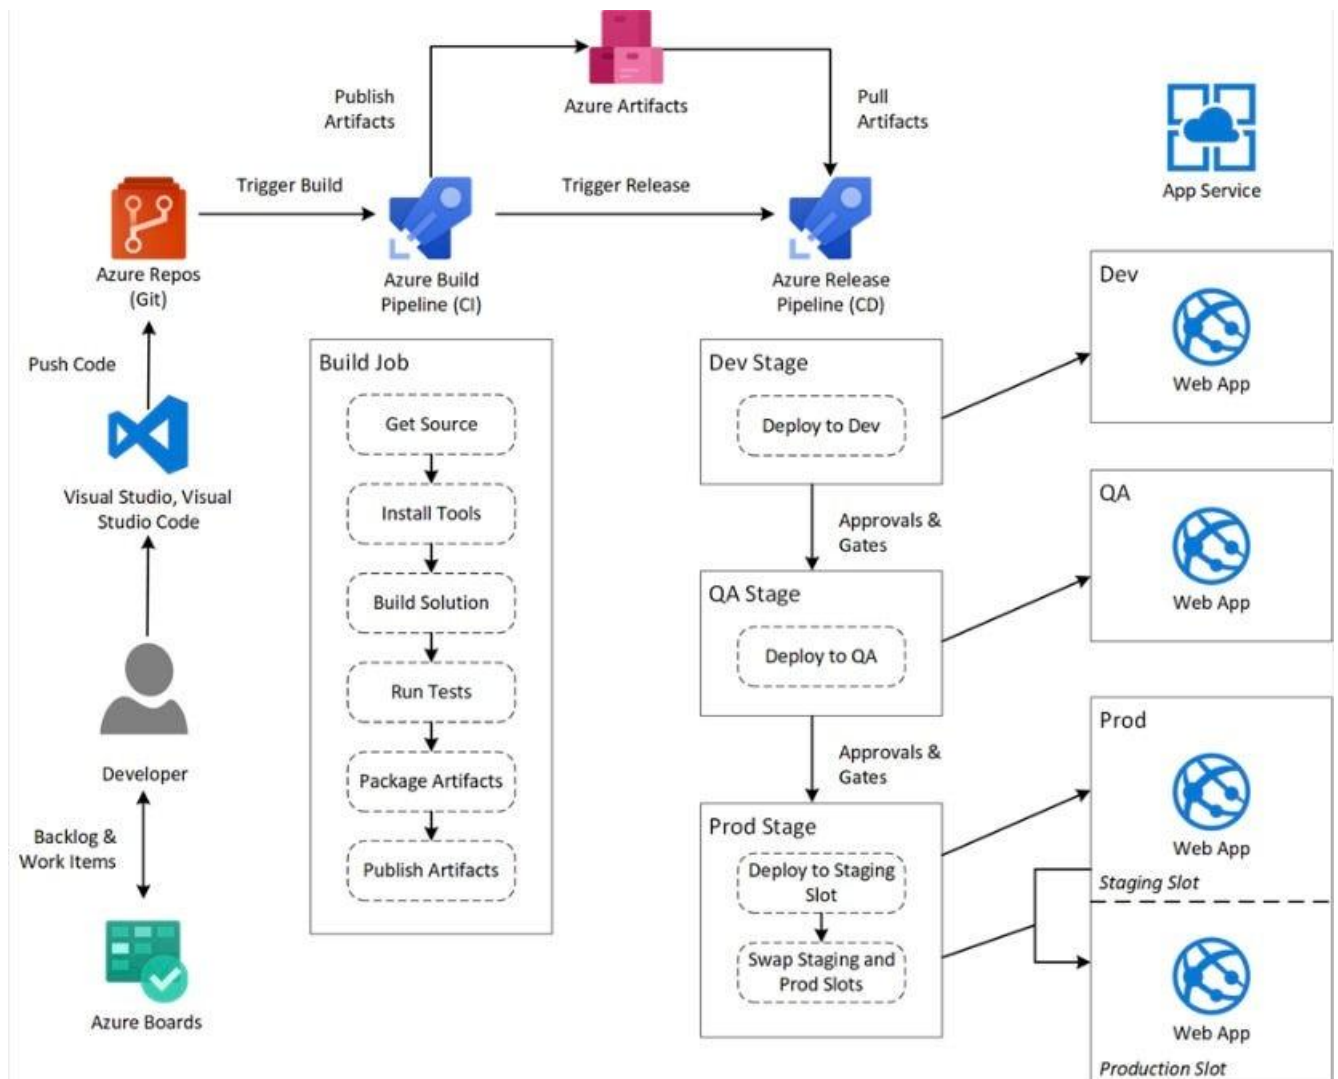 Publish
Artifacts
Azure Artifacts
Pull
Artifacts
App Service
Trigger Build
Trigger Release
Azure Repos
(Git)
Azure Build
Pipeline (CI)
Azure Release
Pipeline (CD)
Push Code
Visual Studio, Visual
Studio Code
Developer
Backlog &
Work Items
Azure Boards
Build Job
Get Source
Install Tools
Build Solution
Run Tests
Package Artifacts
Publish Artifacts
Dev Stage
Deploy to Dev
Approvals &
Gates
QA Stage
Deploy to QA
Approvals &
Gates
Prod Stage
Deploy to Staging
Slot
Swap Staging and
Prod Slots
Dev
Web App
QA
Web App
Prod
Web App
Staging Slot
Web App
Production Slot